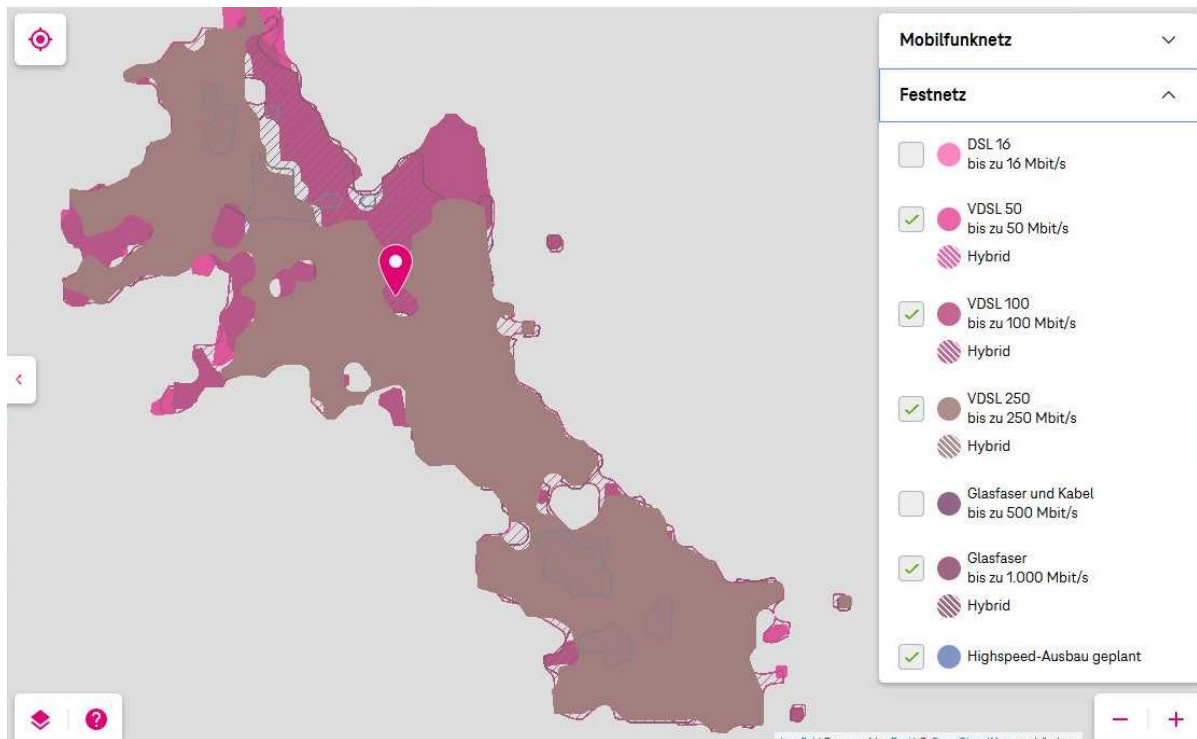 Mobilfunknetz
Festnetz
DSL 16
bis zu 16 Mbit/s
VDSL 50
bis zu 50 Mbit/s
Hybrid
VDSL 100
bis zu 100 Mbit/s
Hybrid
VDSL 250
bis zu 250 Mbit/s
Hybrid
Glasfaser und Kabel
bis zu 500 Mbit/s
Glasfaser
bis zu 1.000 Mbit/s
Hybrid
Highspeed-Ausbau geplant